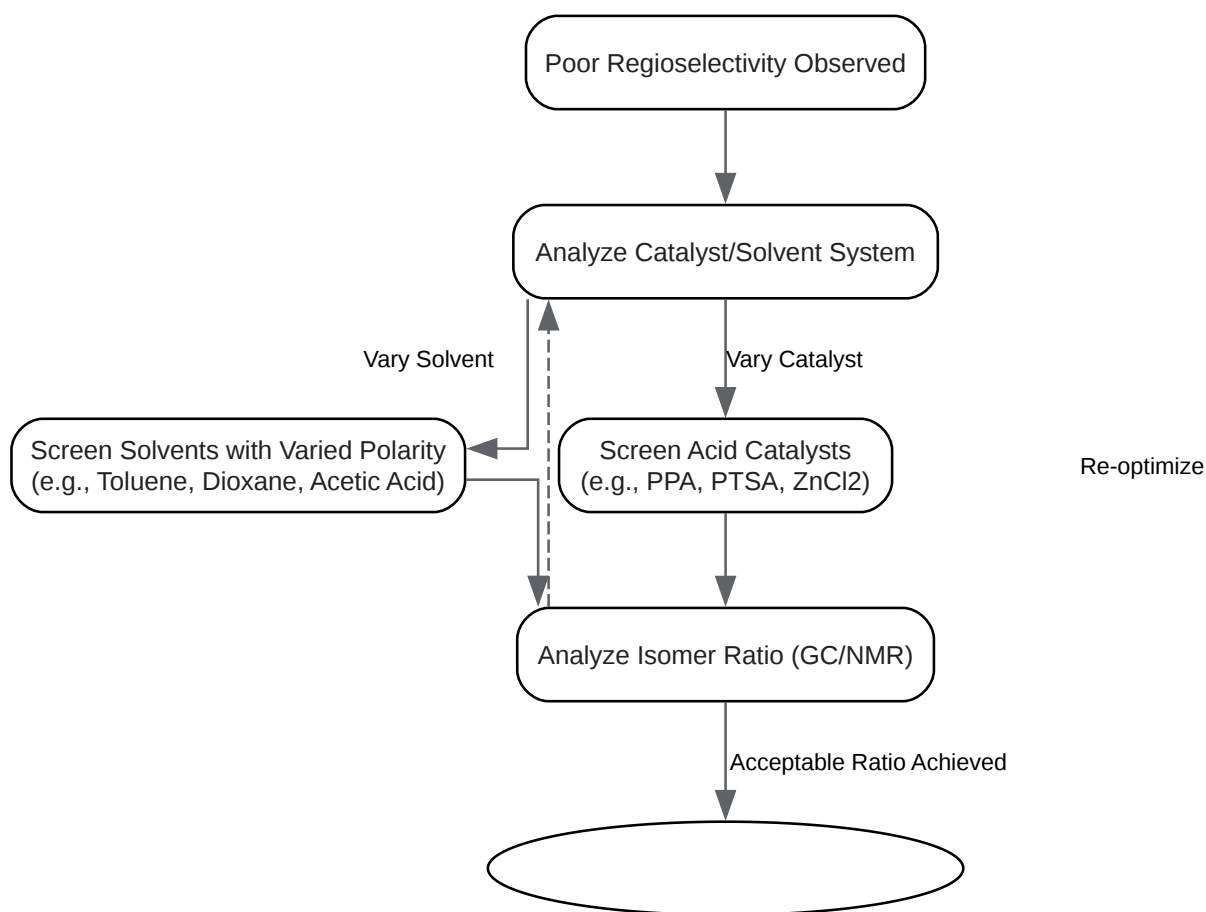 Poor Regioselectivity Observed
Analyze Catalyst/Solvent System
Vary Solvent
Vary Catalyst
Screen Solvents with Varied Polarity
(e.g., Toluene, Dioxane, Acetic Acid)
Screen Acid Catalysts
(e.g., PPA, PTSA, ZnCl2)
Re-optimize
Analyze Isomer Ratio (GC/NMR)
Acceptable Ratio Achieved